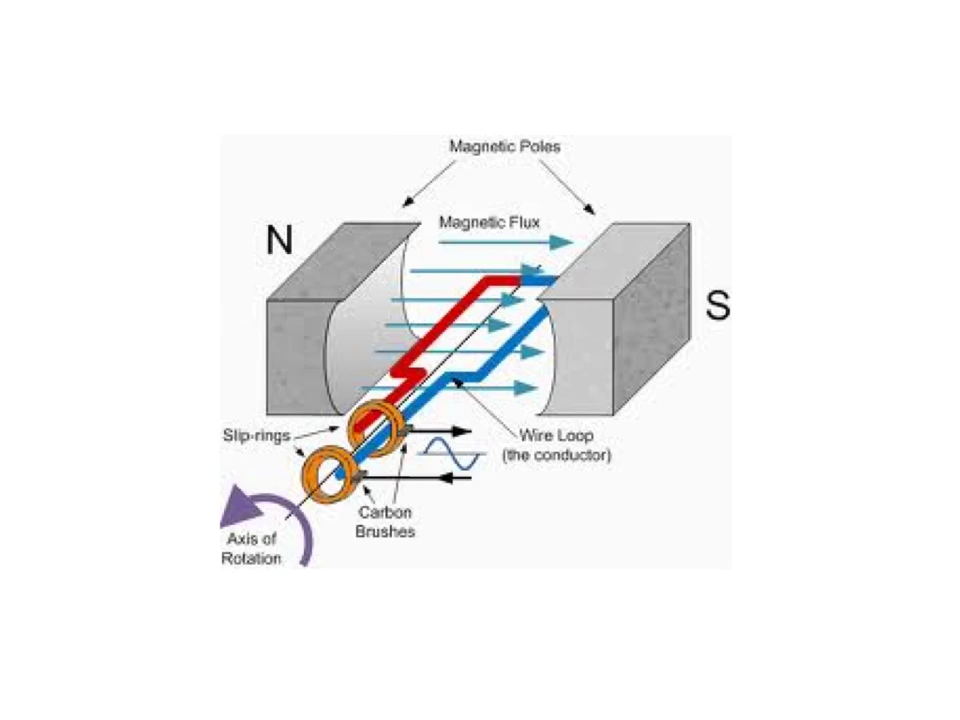 Magnetic Poles
Magnetic Flux
N
S
Slip-rings
Wire Loop
(the conductor)
Carbon
Brushes
Axis of
Rotation